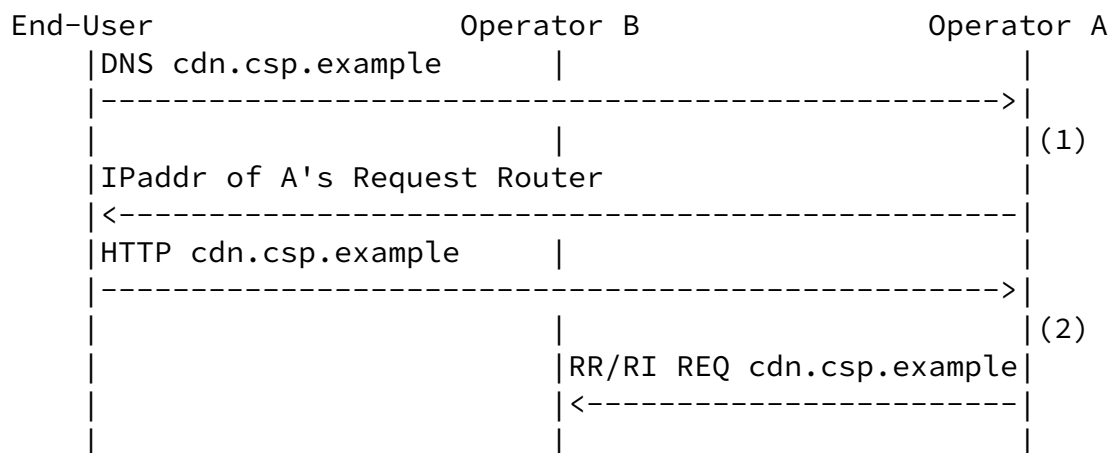 End-User                 Operator B                Operator A
    |DNS cdn.csp.example      |                         |
    |-------------------------------------------------->|
    |                         |                         |(1)
    |IPaddr of A's Request Router                       |
    |<--------------------------------------------------|
    |HTTP cdn.csp.example     |                         |
    |-------------------------------------------------->|
    |                         |                         |(2)
    |                         |RR/RI REQ cdn.csp.example|
    |                         |<------------------------|
    |                         |                         |